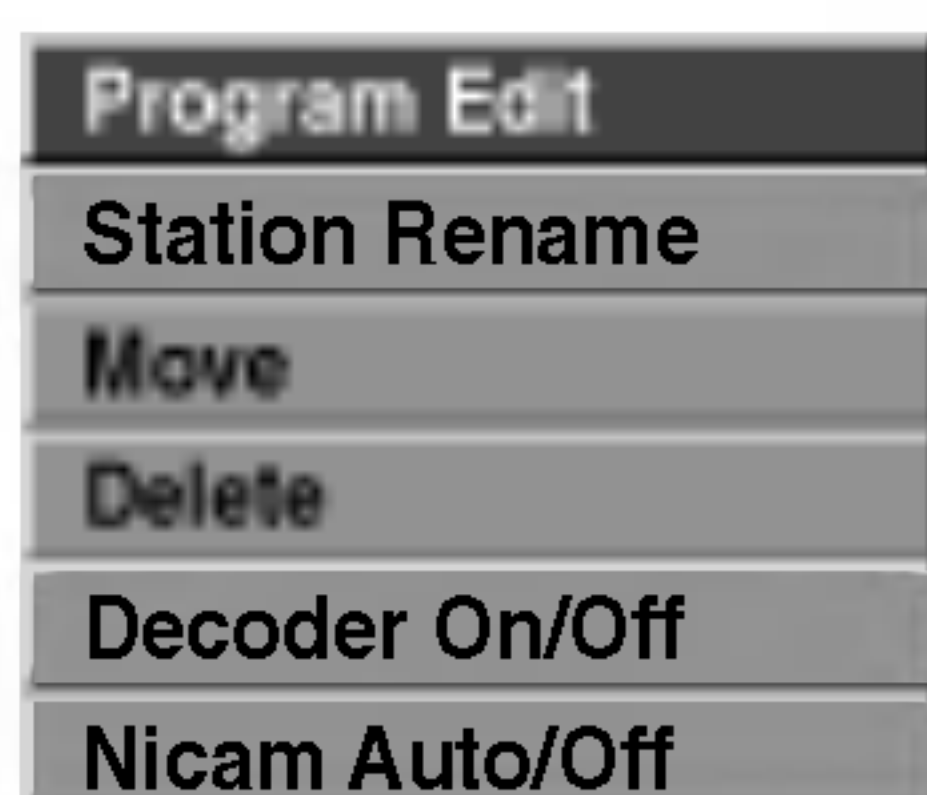 Program Edit
Station Rename
Move
Delete
Decoder On/Off
Nicam Auto/Off